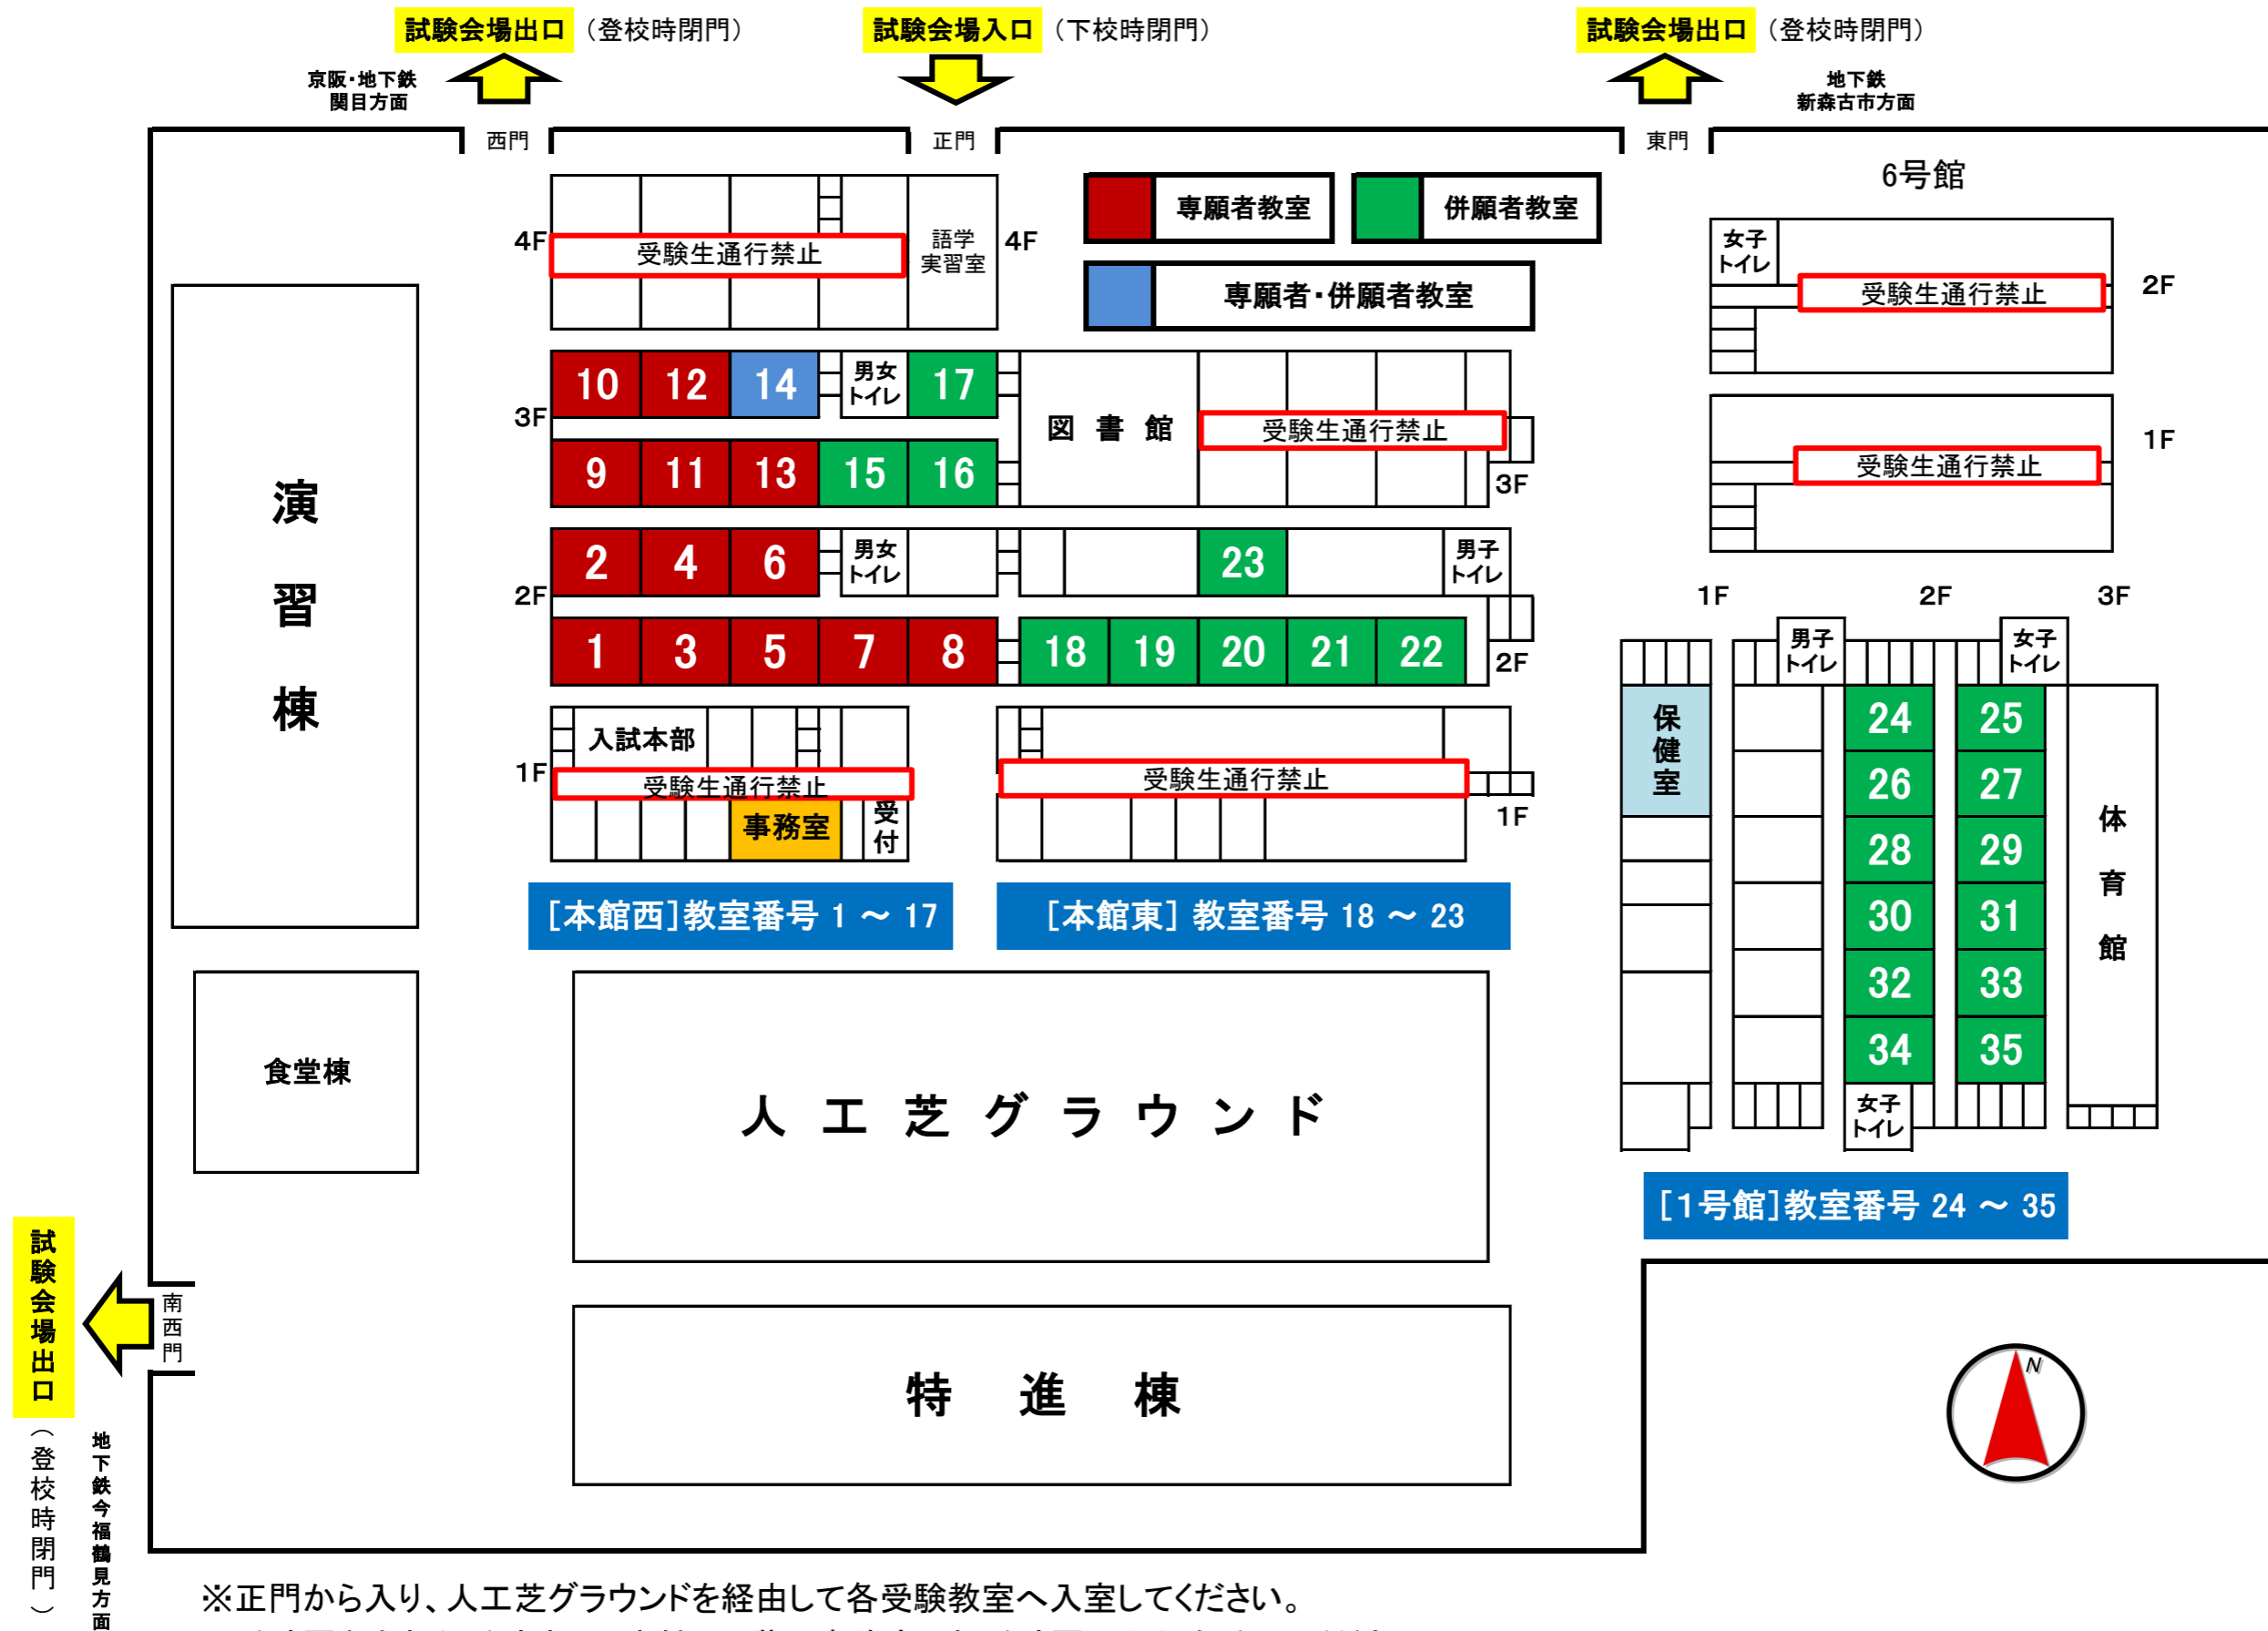 試験会場出口 （登校時閉門）
試験会場入口 （下校時閉門）
試験会場出口 （登校時閉門）
京阪・地下鉄
関目方面
地下鉄
新森古市方面
西門
正門
東門
専願者教室
併願者教室
専願者・併願者教室
6号館
4F
受験生通行禁止
語学
実習室
4F
女子
トイレ
受験生通行禁止
2F
受験生通行禁止
1F
演習棟
3F
10 12 14
男女
トイレ
17
9 11 13 15 16
図書館
受験生通行禁止
3F
2F
2 4 6
男女
トイレ
23
男子
トイレ
1 3 5 7 8 18 19 20 21 22
2F
1F
入試本部
受験生通行禁止
事務室
受付
受験生通行禁止
1F
[本館西]教室番号 1 ～ 17
[本館東] 教室番号 18 ～ 23
1F
2F
3F
男子
トイレ
女子
トイレ
保健室
24 25
26 27
28 29
30 31
32 33
34 35
体育館
女子
トイレ
[1号館]教室番号 24 ～ 35
食堂棟
人工芝グラウンド
特進棟
試験会場出口（登校時閉門）
南西門
地下鉄今福鶴見方面
N
※正門から入り、人工芝グラウンドを経由して各受験教室へ入室してください。